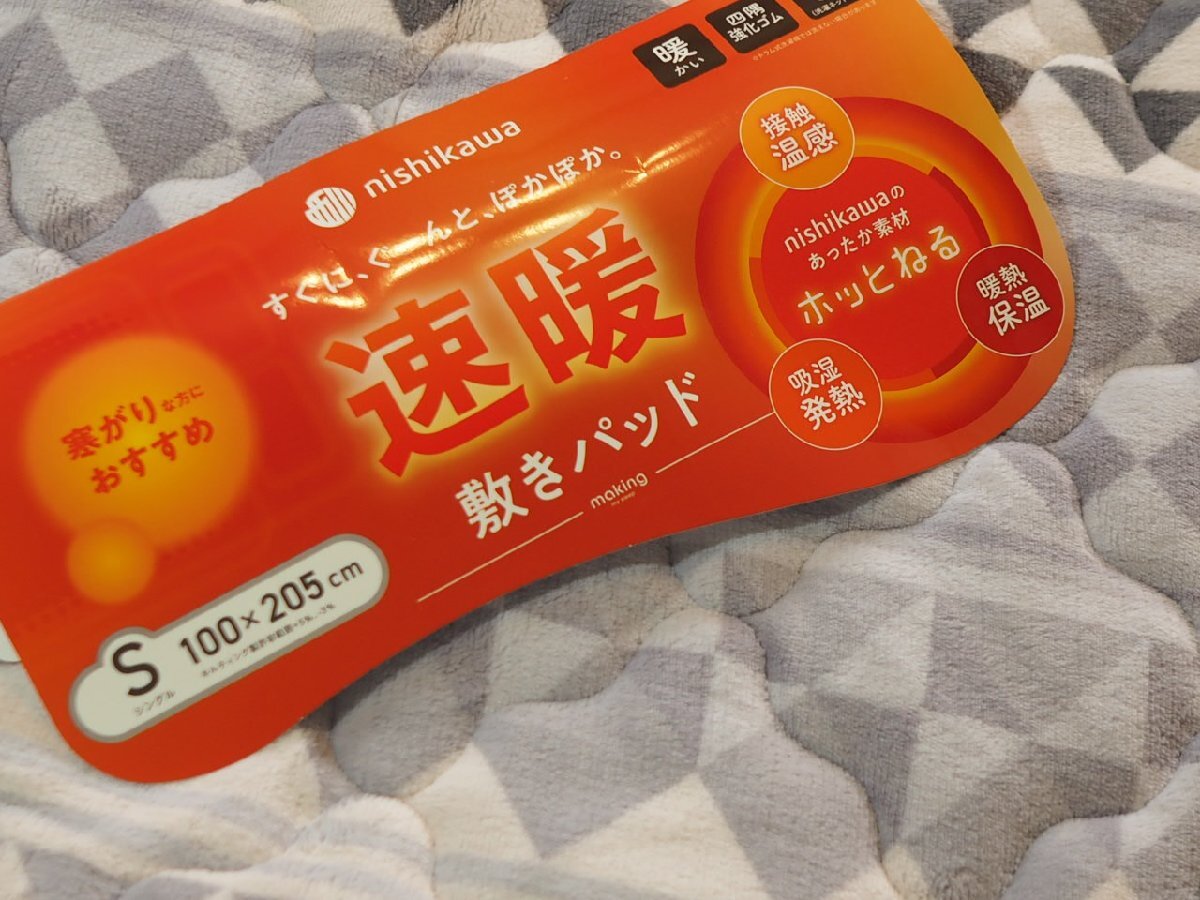 暖
かい
四隅
強化ゴム
nishikawa
すぐは、ぐーんと、ぽかぽか。
速暖
敷きパッド
making
接触
温感
nishikawaの
あったか素材
ホッとねる
暖熱
保温
吸湿
発熱
寒がりな方に
おすすめ
S
シングル
100×205cm